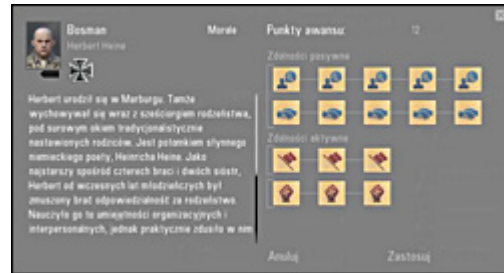 Bosman
Morale
Herbert Heine
Herbert urodził się w Marburgu. Tamże
wychowywał się wraz z sześciorgiem rodzeństwa,
pod surowym okiem tradycjonalistycznie
nastawionych rodziców. Jest potomkiem słynnego
niemieckiego poety, Heinricha Heine. Jako
najstarszy spośród czterech braci i dwóch sióstr,
Herbert od wczesnych lat młodzieńczych był
zmuszony brać odpowiedzialność za rodzeństwo.
Nauczyło go to umiejętności organizacyjnych i
interpersonalnych, jednak praktycznie zdusiło w nim
Punkty awansu:
12
Zdolności pasywne
Zdolności aktywne
Anuluj
Zastosuj